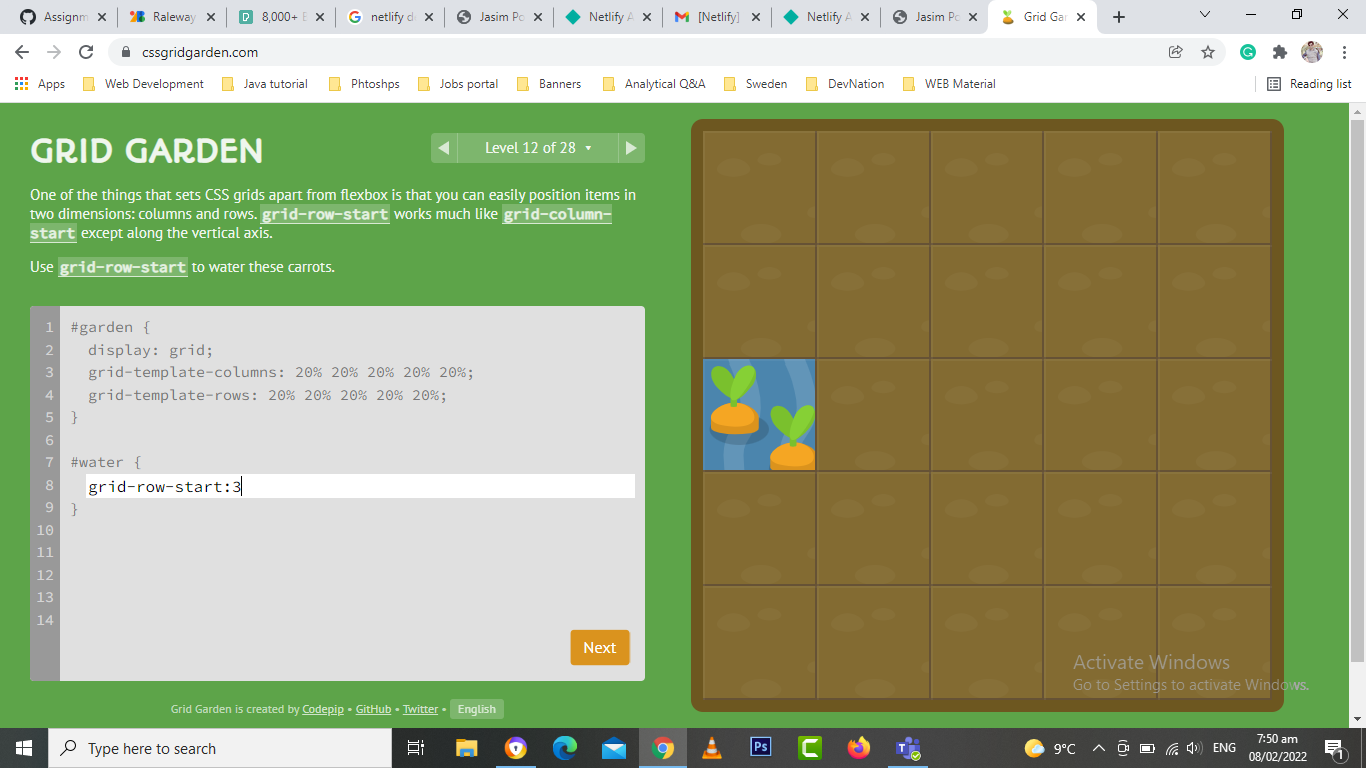 Assignm
Raleway
8,000+ E
netlify d
Jasim Po
Netlify A
[Netlify]
Netlify A
Jasim Po
Grid Gar
cssgridgarden.com
Apps
Web Development
Java tutorial
Phtoshps
Jobs portal
Banners
Analytical Q&A
Sweden
DevNation
WEB Material
Reading list
GRID GARDEN
Level 12 of 28
One of the things that sets CSS grids apart from flexbox is that you can easily position items in
two dimensions: columns and rows. grid-row-start works much like grid-column-
start except along the vertical axis.
Use grid-row-start to water these carrots.
1 #garden {
2 display: grid;
3 grid-template-columns: 20% 20% 20% 20% 20%;
4 grid-template-rows: 20% 20% 20% 20% 20%;
5 }
6
7 #water {
8 grid-row-start:3
9 }
10
11
12
13
14
Next
Grid Garden is created by Codepip • GitHub • Twitter • English
Activate Windows
Go to Settings to activate Windows.
Type here to search
Ps
9°C
ENG
7:50 am
08/02/2022
1